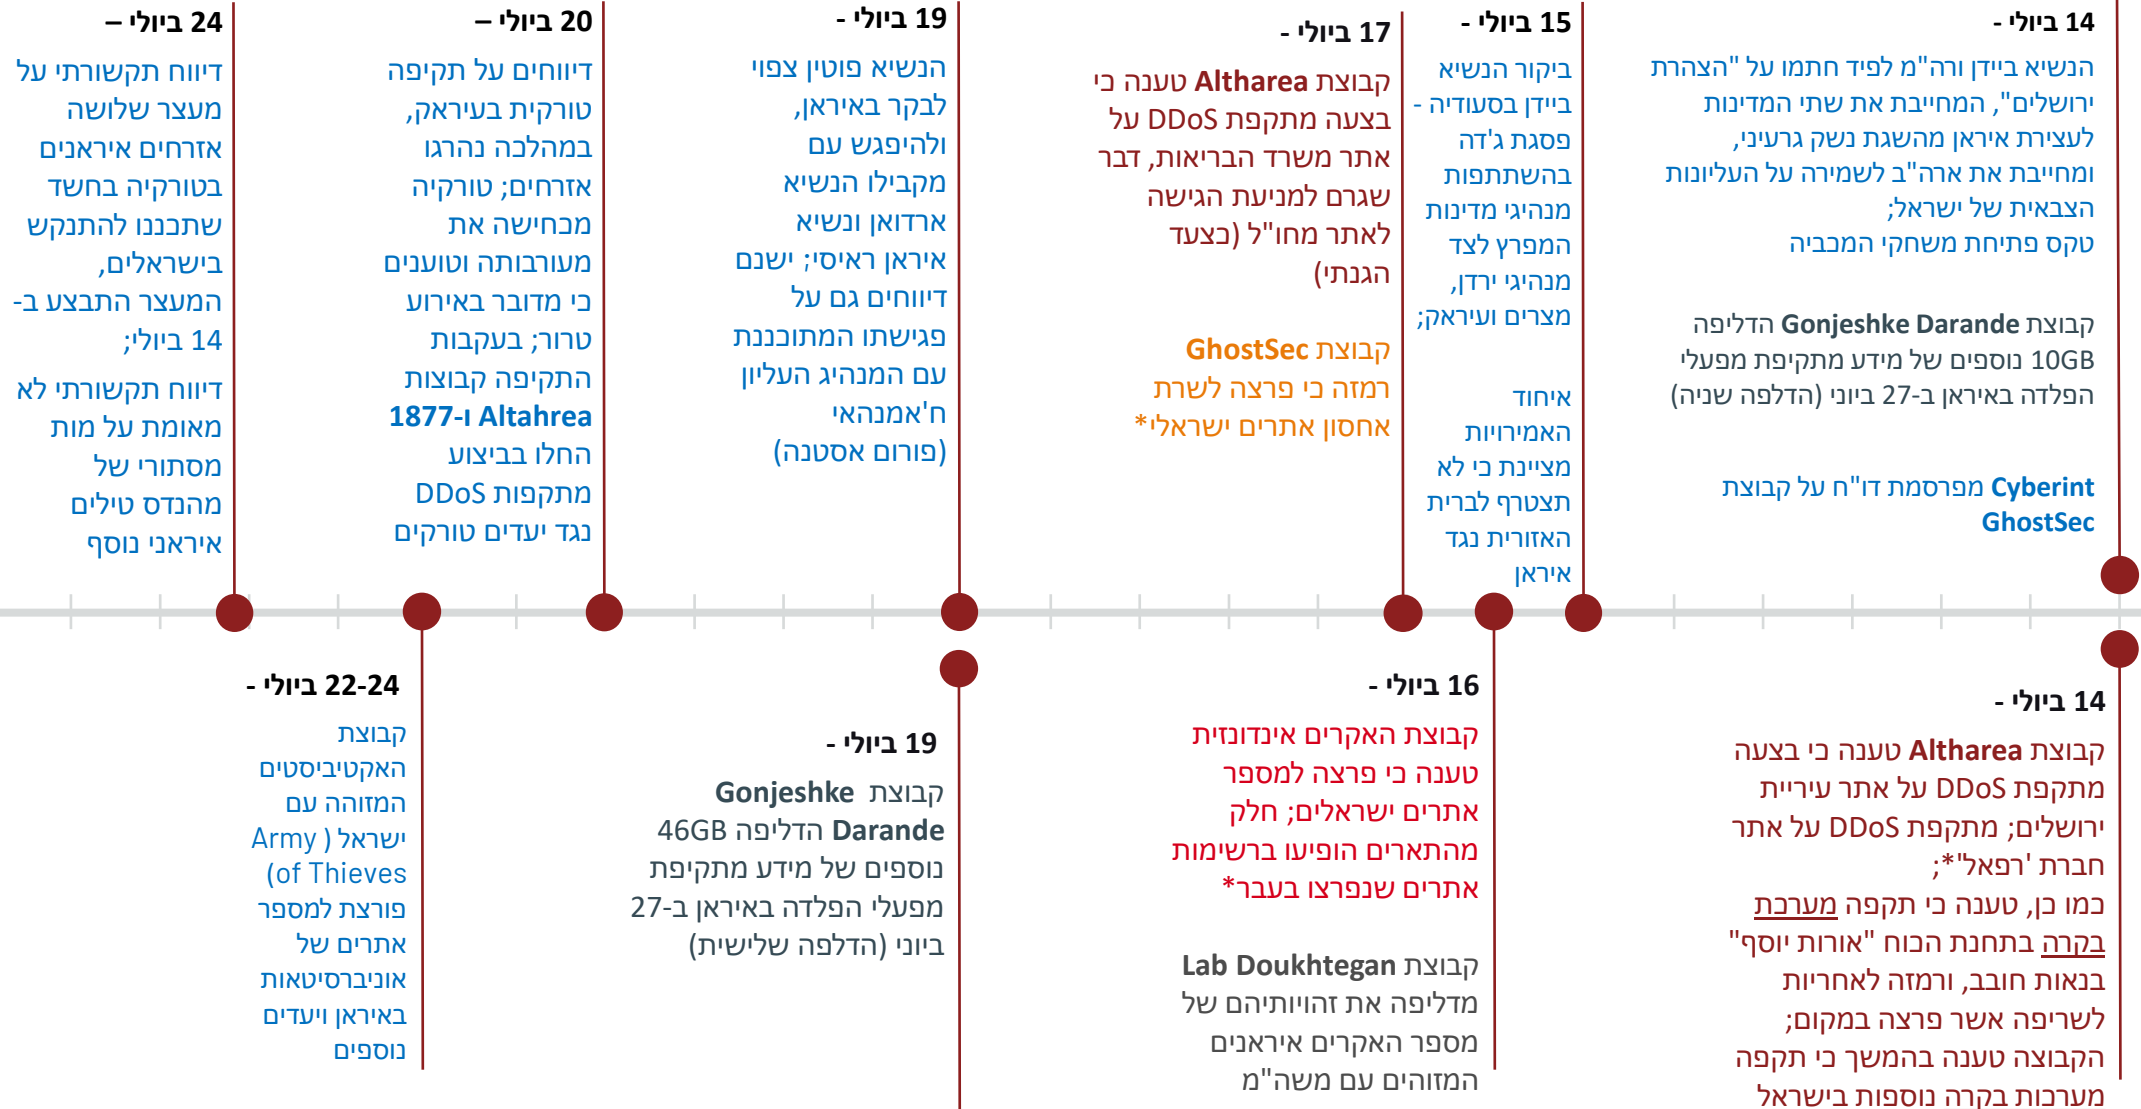 14 ביולי -
הנשיא ביידן ורה"מ לפיד חתמו על "הצהרת
ירושלים", המחייבת את שתי המדינות
לעצירת איראן מהשגת נשק גרעיני,
ומחייבת את ארה"ב לשמירה על העליונות
הצבאית של ישראל;
טקס פתיחת משחקי המכביה
קבוצת Gonjeshke Darande הדליפה
10GB נוספים של מידע מתקיפת מפעלי
הפלדה באיראן ב-27 ביוני (הדלפה שניה)
Cyberint מפרסמת דו"ח על קבוצת
GhostSec
15 ביולי -
ביקור הנשיא
ביידן בסעודיה -
פסגת ג'דה
בהשתתפות
מנהיגי מדינות
המפרץ לצד
מנהיגי ירדן,
מצרים ועיראק;
איחוד
האמירויות
מציינת כי לא
תצטרף לברית
האזורית נגד
איראן
17 ביולי -
קבוצת Altharea טענה כי
בצעה מתקפת DDoS על
אתר משרד הבריאות, דבר
שגרם למניעת הגישה
לאתר מחו"ל (כצעד
הגנתי)
קבוצת GhostSec
רמזה כי פרצה לשרת
אחסון אתרים ישראלי*
19 ביולי -
הנשיא פוטין צפוי
לבקר באיראן,
ולהיפגש עם
מקבילו הנשיא
ארדואן ונשיא
איראן ראיסי; ישנם
דיווחים גם על
פגישתו המתוכננת
עם המנהיג העליון
ח'אמנהאי
(פורום אסטנה)
20 ביולי –
דיווחים על תקיפה
טורקית בעיראק,
במהלכה נהרגו
אזרחים; טורקיה
מכחישה את
מעורבותה וטוענים
כי מדובר באירוע
טרור; בעקבות
התקיפה קבוצות
Altahrea ו-1877
החלו בביצוע
מתקפות DDoS
נגד יעדים טורקים
24 ביולי –
דיווח תקשורתי על
מעצר שלושה
אזרחים איראנים
בטורקיה בחשד
שתכננו להתנקש
בישראלים,
המעצר התבצע ב-
14 ביולי;
דיווח תקשורתי לא
מאומת על מות
מסתורי של
מהנדס טילים
איראני נוסף
14 ביולי -
קבוצת Altharea טענה כי בצעה
מתקפת DDoS על אתר עיריית
ירושלים; מתקפת DDoS על אתר
חברת 'רפאל'*;
כמו כן, טענה כי תקפה מערכת
בקרה בתחנת הכוח "אורות יוסף"
בנאות חובב, ורמזה לאחריות
לשריפה אשר פרצה במקום;
הקבוצה טענה בהמשך כי תקפה
מערכות בקרה נוספות בישראל
16 ביולי -
קבוצת האקרים אינדונזית
טענה כי פרצה למספר
אתרים ישראלים; חלק
מהתארים הופיעו ברשימות
אתרים שנפרצו בעבר*
קבוצת Lab Doukhtegan
מדליפה את זהויותיהם של
מספר האקרים איראנים
המזוהים עם משה"מ
19 ביולי -
קבוצת Gonjeshke
Darande הדליפה 46GB
נוספים של מידע מתקיפת
מפעלי הפלדה באיראן ב-27
ביוני (הדלפה שלישית)
22-24 ביולי -
קבוצת
האקטיביסטים
המזוהה עם
ישראל (Army
of Thieves)
פורצת למספר
אתרים של
אוניברסיטאות
באיראן ויעדים
נוספים